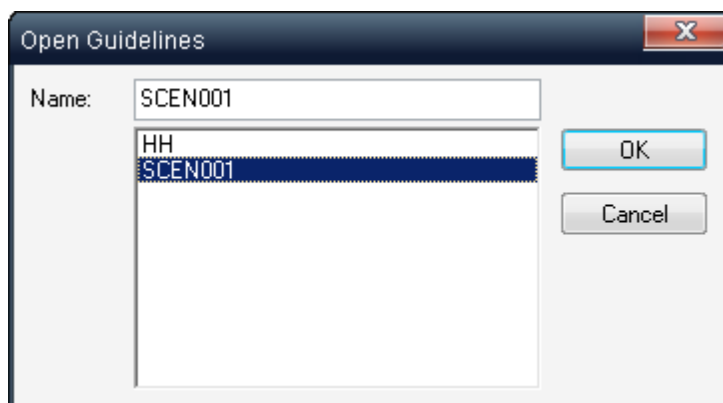 Open Guidelines
Name: SCEN001
HH
SCEN001
OK
Cancel